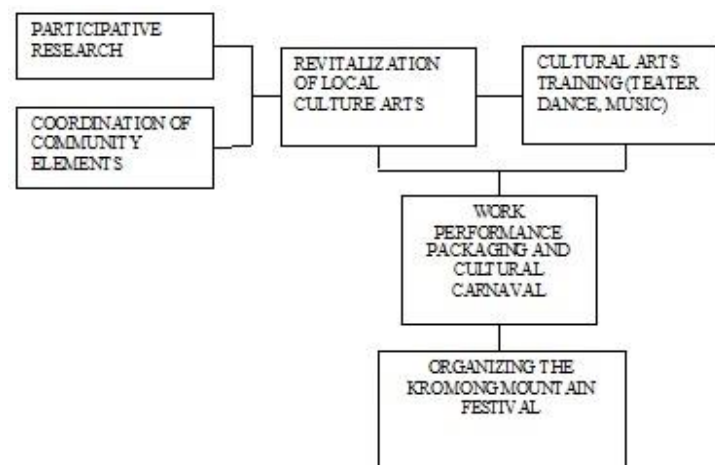 PARTICIPATIVE
RESEARCH
COORDINATION OF
COMMUNITY
ELEMENTS
REVITALIZATION
OF LOCAL
CULTURE ARTS
CULTURAL ARTS
TRAINING (TEATER
DANCE, MUSIC)
WORK
PERFORMANCE
PACKAGING AND
CULTURAL
CARNAVAL
ORGANIZING THE
KROMONG MOUNTAIN
FESTIVAL